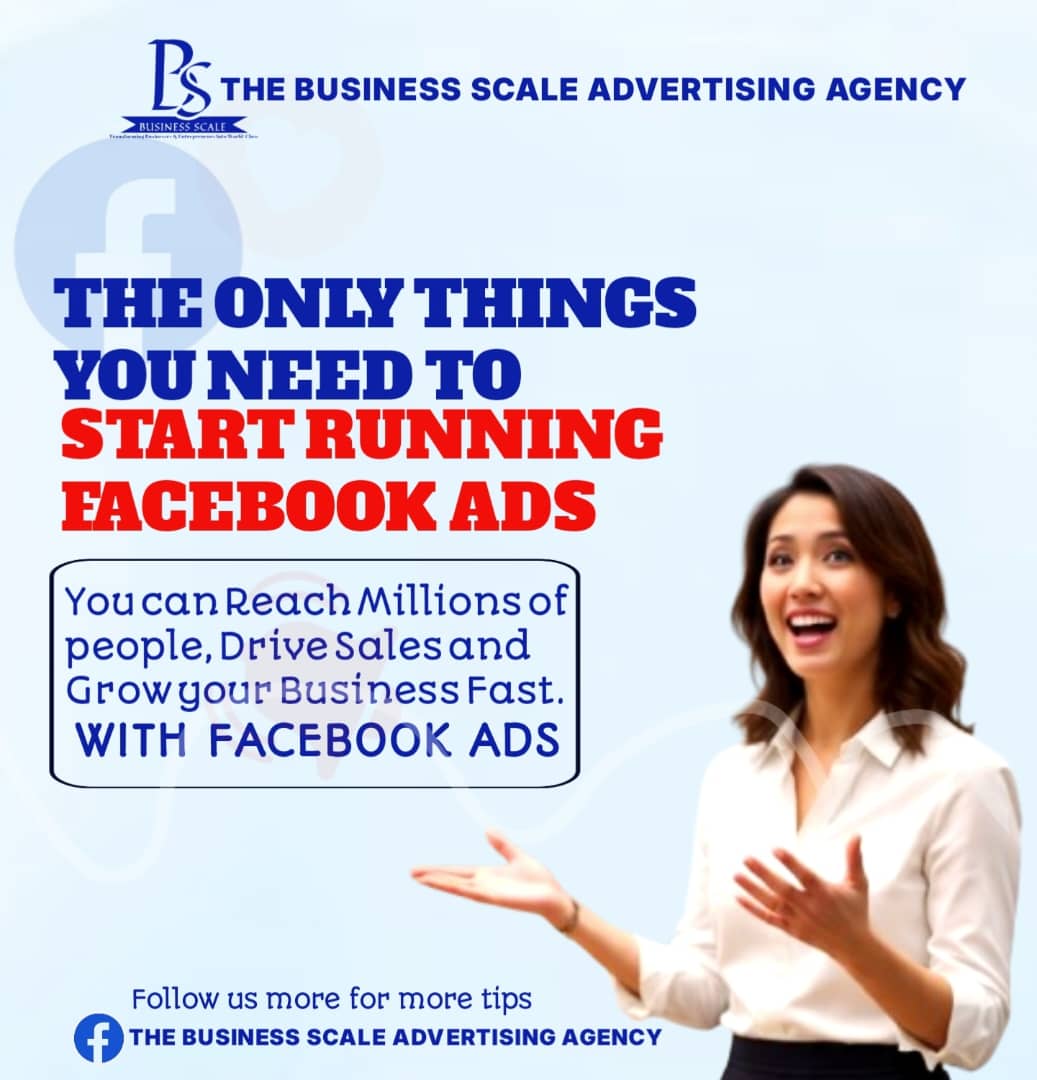 BS
THE BUSINESS SCALE ADVERTISING AGENCY
BUSINESS SCALE
THE ONLY THINGS
YOU NEED TO
START RUNNING
FACEBOOK ADS
You can Reach Millions of
people, Drive Sales and
Grow your Business Fast.
WITH FACEBOOK ADS
Follow us more for more tips
THE BUSINESS SCALE ADVERTISING AGENCY